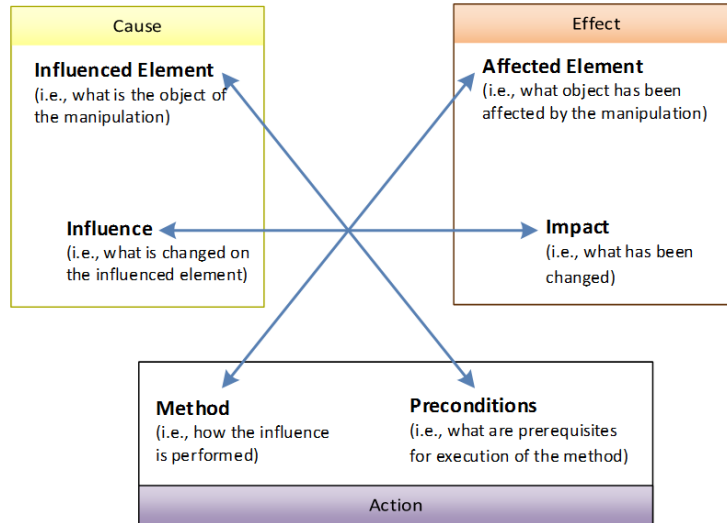 Cause
Influenced Element
(i.e., what is the object of
the manipulation)
Influence
(i.e., what is changed on
the influenced element)
Effect
Affected Element
(i.e., what object has been
affected by the manipulation)
Impact
(i.e., what has been
changed)
Method
(i.e., how the influence
is performed)
Preconditions
(i.e., what are prerequisites
for execution of the method)
Action